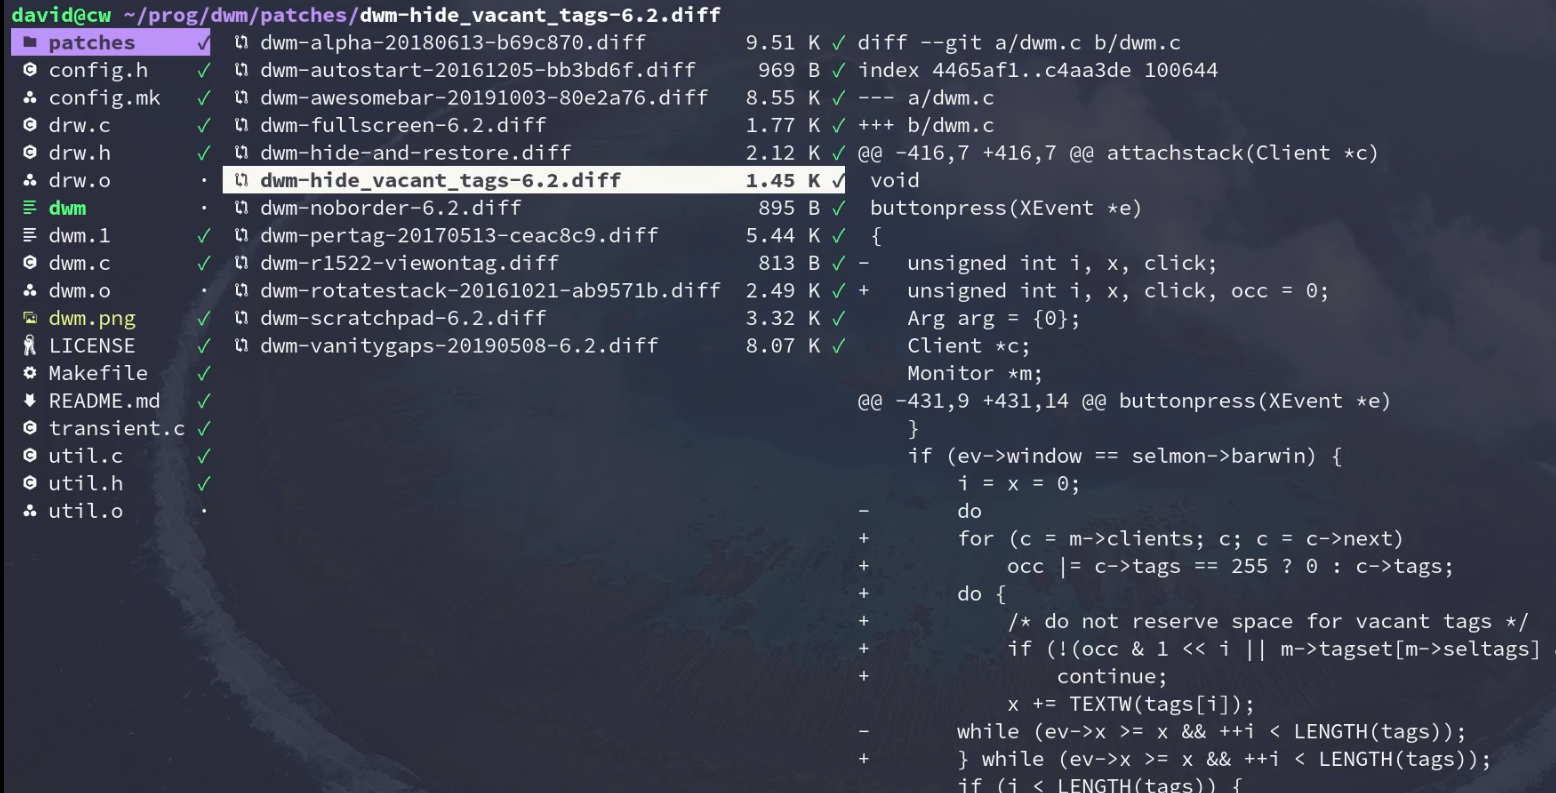 david@cw ~/prog/dwm/patches/dwm-hide_vacant_tags-6.2.diff
patches ✓
config.h ✓
config.mk ✓
drw.c ✓
drw.h ✓
drw.o ·
dwm ·
dwm.1 ✓
dwm.c ✓
dwm.o ·
dwm.png ✓
LICENSE ✓
Makefile ✓
README.md ✓
transient.c ✓
util.c ✓
util.h ✓
util.o ·
dwm-alpha-20180613-b69c870.diff 9.51 K ✓
dwm-autostart-20161205-bb3bd6f.diff 969 B ✓
dwm-awesomebar-20191003-80e2a76.diff 8.55 K ✓
dwm-fullscreen-6.2.diff 1.77 K ✓
dwm-hide-and-restore.diff 2.12 K ✓
dwm-hide_vacant_tags-6.2.diff 1.45 K ✓
dwm-noborder-6.2.diff 895 B ✓
dwm-pertag-20170513-ceac8c9.diff 5.44 K ✓
dwm-r1522-viewontag.diff 813 B ✓
dwm-rotatestack-20161021-ab9571b.diff 2.49 K ✓
dwm-scratchpad-6.2.diff 3.32 K ✓
dwm-vanitygaps-20190508-6.2.diff 8.07 K ✓
diff --git a/dwm.c b/dwm.c
index 4465af1..c4aa3de 100644
--- a/dwm.c
+++ b/dwm.c
@@ -416,7 +416,7 @@ attachstack(Client *c)
 void
 buttonpress(XEvent *e)
 {
-   unsigned int i, x, click;
+   unsigned int i, x, click, occ = 0;
    Arg arg = {0};
    Client *c;
    Monitor *m;
@@ -431,9 +431,14 @@ buttonpress(XEvent *e)
    }
    if (ev->window == selmon->barwin) {
        i = x = 0;
-       do
+       for (c = m->clients; c; c = c->next)
+           occ |= c->tags == 255 ? 0 : c->tags;
+       do {
+           /* do not reserve space for vacant tags */
+           if (!(occ & 1 << i || m->tagset[m->seltags]
+               continue;
            x += TEXTW(tags[i]);
-       while (ev->x >= x && ++i < LENGTH(tags));
+       } while (ev->x >= x && ++i < LENGTH(tags));
        if (i < LENGTH(tags)) {